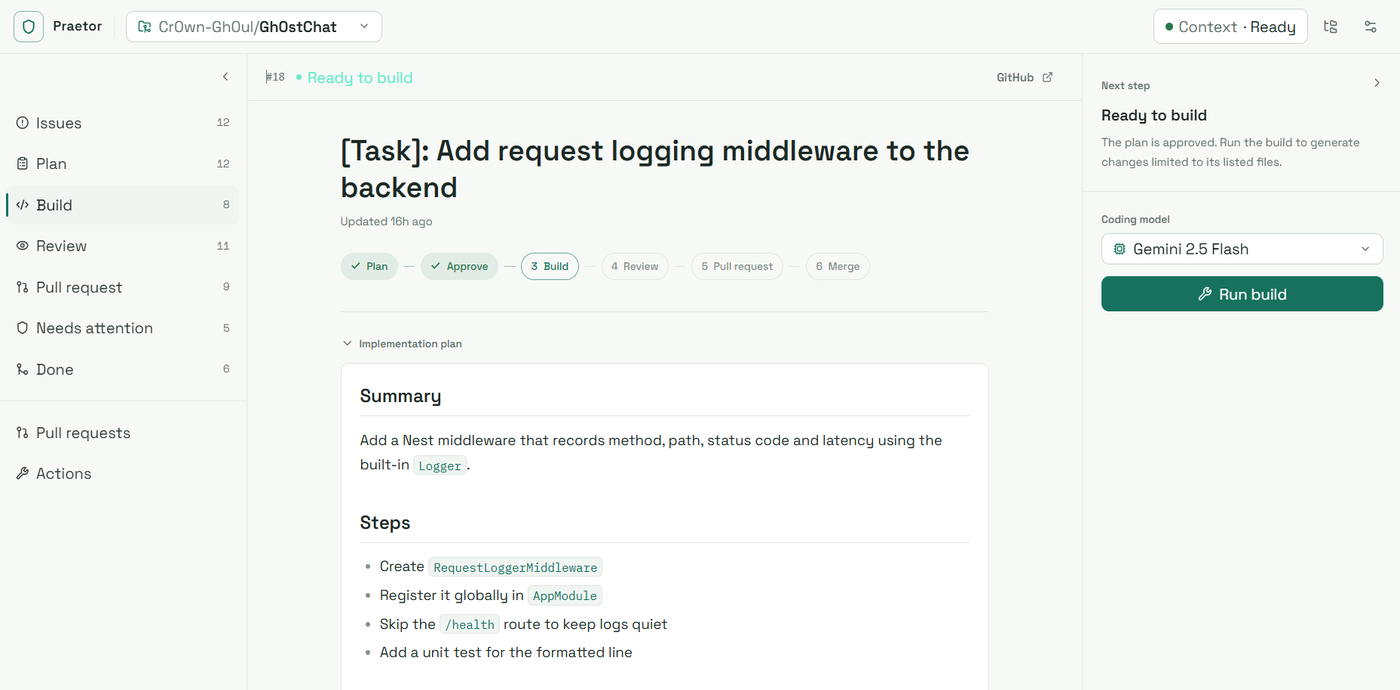 Praetor
Cr0wn-Gh0ul/Gh0stChat
Context · Ready
Issues 12
Plan 12
Build 8
Review 11
Pull request 9
Needs attention 5
Done 6
Pull requests
Actions
#18 Ready to build
GitHub
[Task]: Add request logging middleware to the
backend
Updated 16h ago
Plan
Approve
3 Build
4 Review
5 Pull request
6 Merge
Implementation plan
Summary
Add a Nest middleware that records method, path, status code and latency using the
built-in Logger.
Steps
Create RequestLoggerMiddleware
Register it globally in AppModule
Skip the /health route to keep logs quiet
Add a unit test for the formatted line
Next step
Ready to build
The plan is approved. Run the build to generate
changes limited to its listed files.
Coding model
Gemini 2.5 Flash
Run build